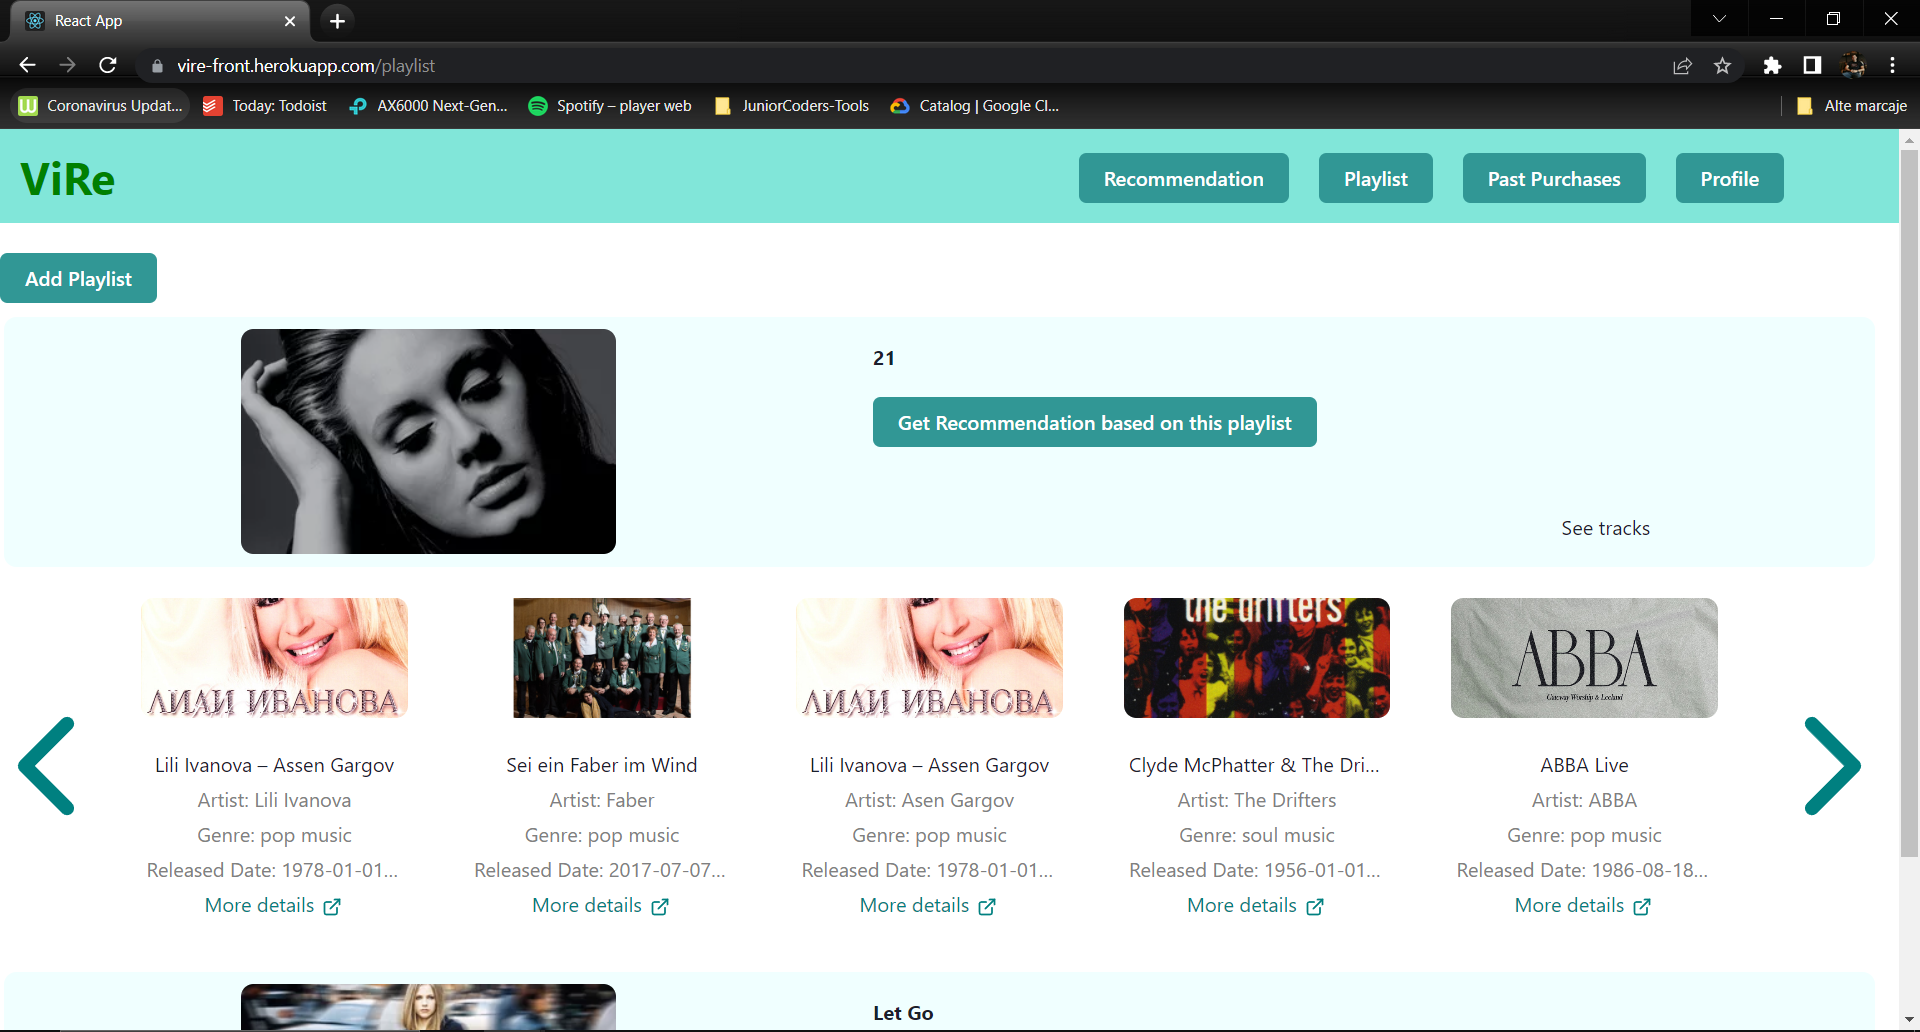 React App
vire-front.herokuapp.com/playlist
Coronavirus Updat...
Today: Todoist
AX6000 Next-Gen...
Spotify – player web
JuniorCoders-Tools
Catalog | Google Cl...
Alte marcaje
ViRe
Recommendation
Playlist
Past Purchases
Profile
Add Playlist
21
Get Recommendation based on this playlist
See tracks
ЛИЛИ ИВАНОВА
ЛИЛИ ИВАНОВА
the drifters
ABBA
Gateway Worship & Leeland
Lili Ivanova – Assen Gargov
Artist: Lili Ivanova
Genre: pop music
Released Date: 1978-01-01...
More details
Sei ein Faber im Wind
Artist: Faber
Genre: pop music
Released Date: 2017-07-07...
More details
Lili Ivanova – Assen Gargov
Artist: Asen Gargov
Genre: pop music
Released Date: 1978-01-01...
More details
Clyde McPhatter & The Dri...
Artist: The Drifters
Genre: soul music
Released Date: 1956-01-01...
More details
ABBA Live
Artist: ABBA
Genre: pop music
Released Date: 1986-08-18...
More details
Let Go